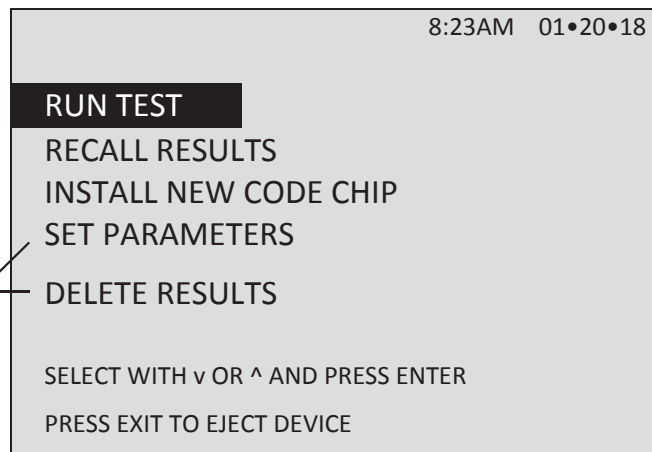 8:23AM 01•20•18
RUN TEST
RECALL RESULTS
INSTALL NEW CODE CHIP
SET PARAMETERS
DELETE RESULTS
SELECT WITH v OR ^ AND PRESS ENTER
PRESS EXIT TO EJECT DEVICE